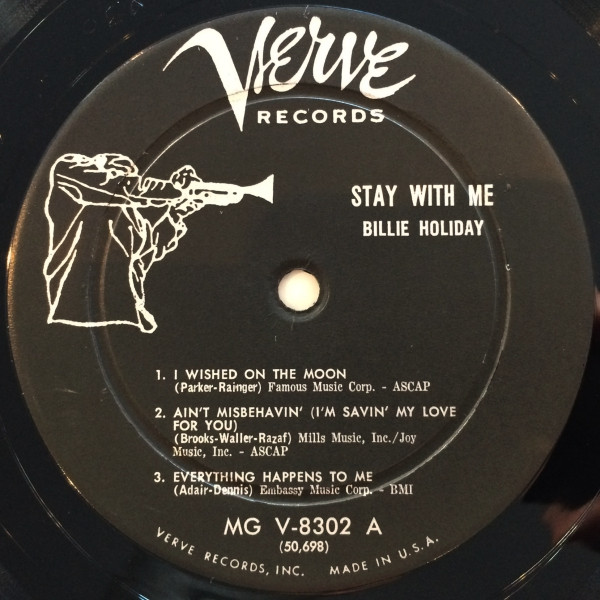 Verve
RECORDS
STAY WITH ME
BILLIE HOLIDAY
1. I WISHED ON THE MOON
(Parker-Rainger) Famous Music Corp. - ASCAP
2. AIN'T MISBEHAVIN' (I'M SAVIN' MY LOVE
FOR YOU)
(Brooks-Waller-Razaf) Mills Music, Inc./Joy
Music, Inc. - ASCAP
3. EVERYTHING HAPPENS TO ME
(Adair-Dennis) Embassy Music Corp. - BMI
MG V-8302 A
(50,698)
VERVE RECORDS, INC. MADE IN U.S.A.